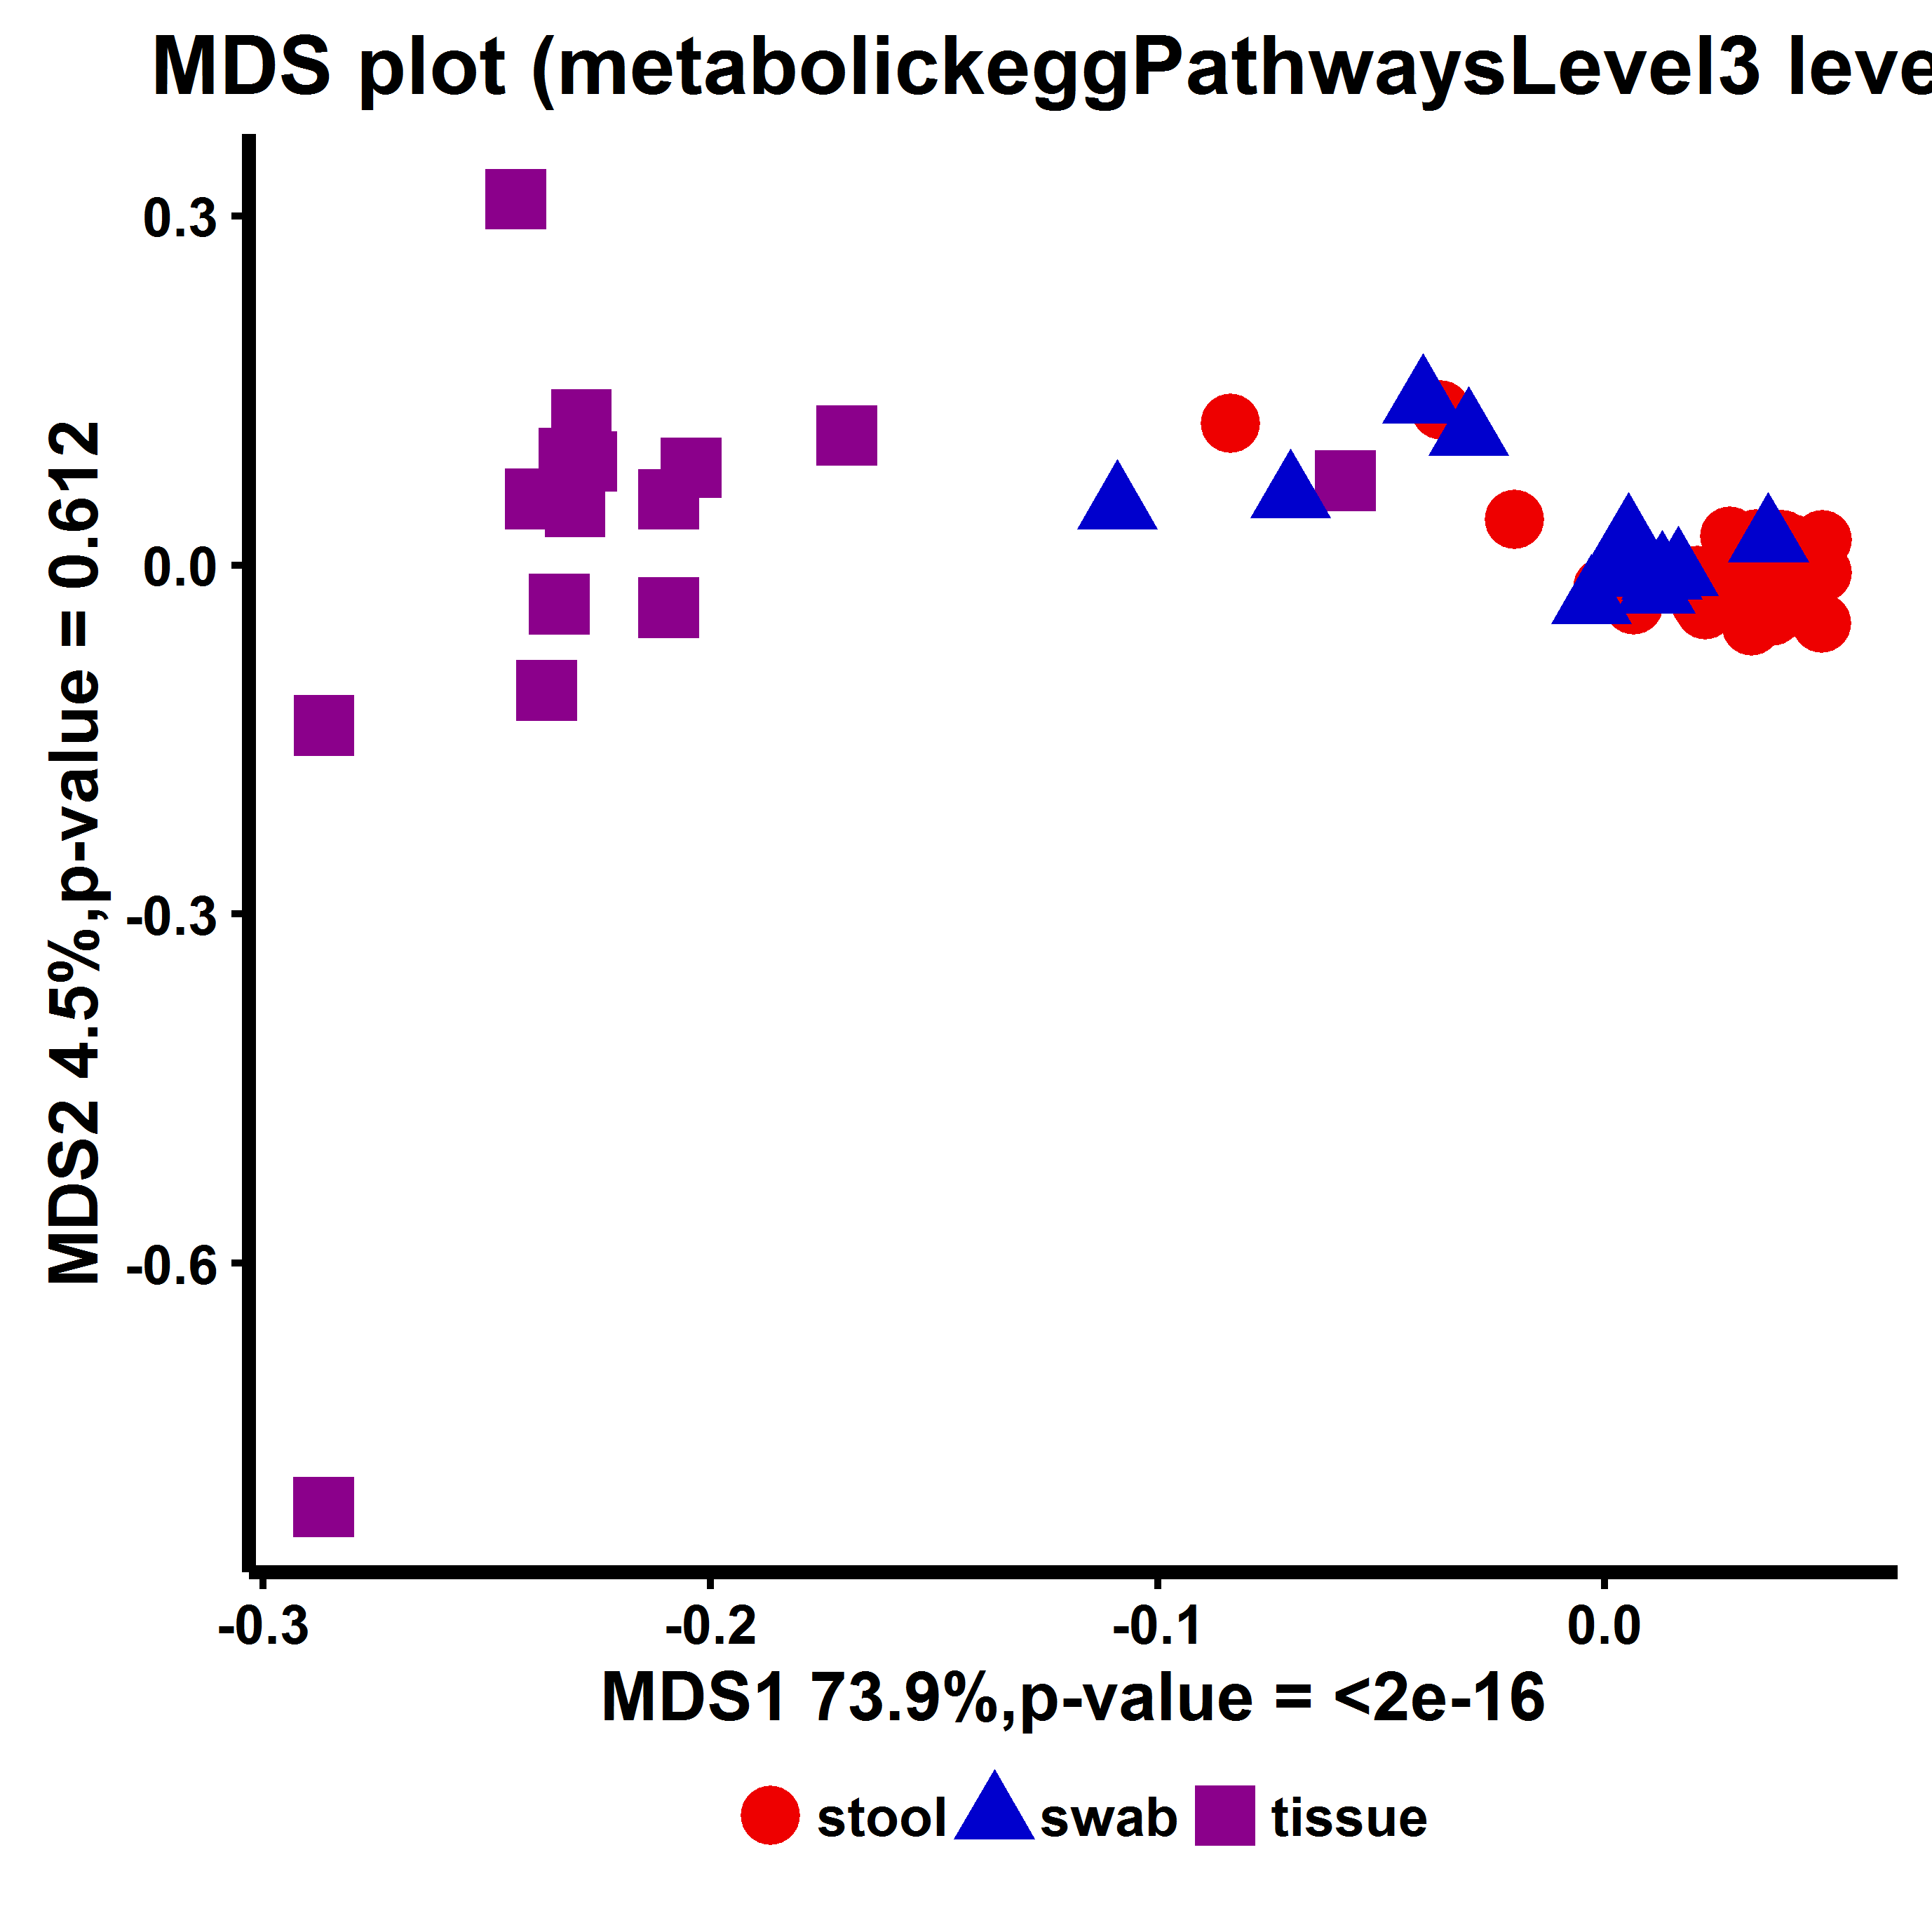 MDS plot (metabolickeggPathwaysLevel3 leve
MDS2 4.5%,p-value = 0.612
0.3
0.0
-0.3
-0.6
-0.3
-0.2
-0.1
0.0
MDS1 73.9%,p-value = <2e-16
stool
swab
tissue